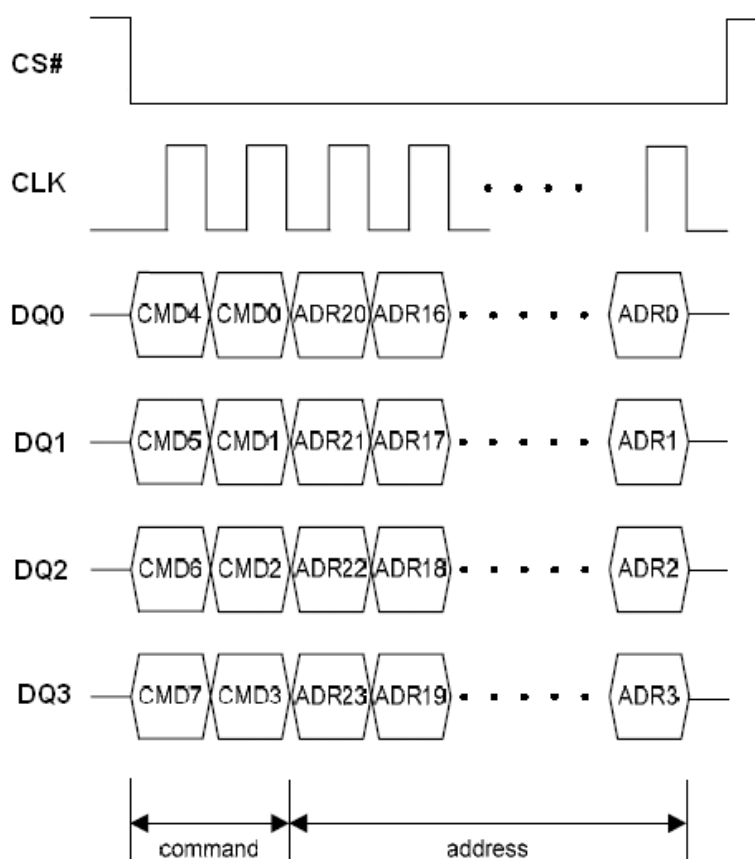 CS#
CLK
DQ0 CMD4 CMD0 ADR20 ADR16 ADR0
DQ1 CMD5 CMD1 ADR21 ADR17 ADR1
DQ2 CMD6 CMD2 ADR22 ADR18 ADR2
DQ3 CMD7 CMD3 ADR23 ADR19 ADR3
command address